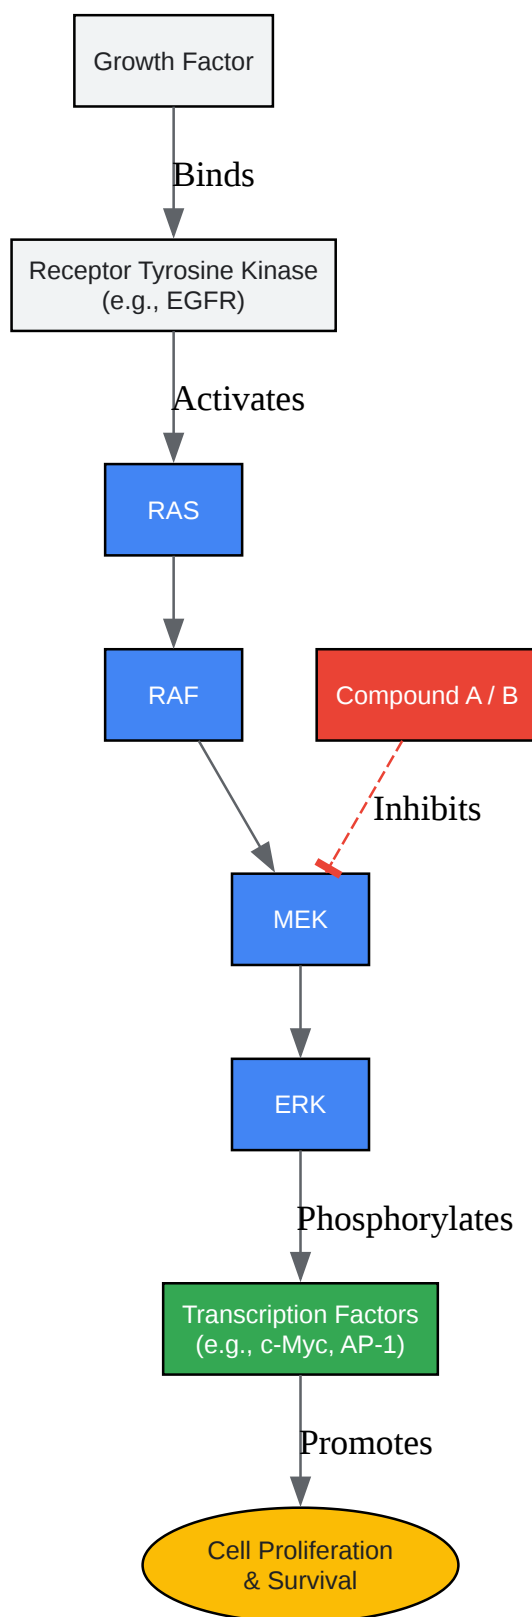 Growth Factor
Binds
Receptor Tyrosine Kinase
(e.g., EGFR)
Activates
RAS
RAF
Compound A / B
Inhibits
MEK
ERK
Phosphorylates
Transcription Factors
(e.g., c-Myc, AP-1)
Promotes
Cell Proliferation
& Survival